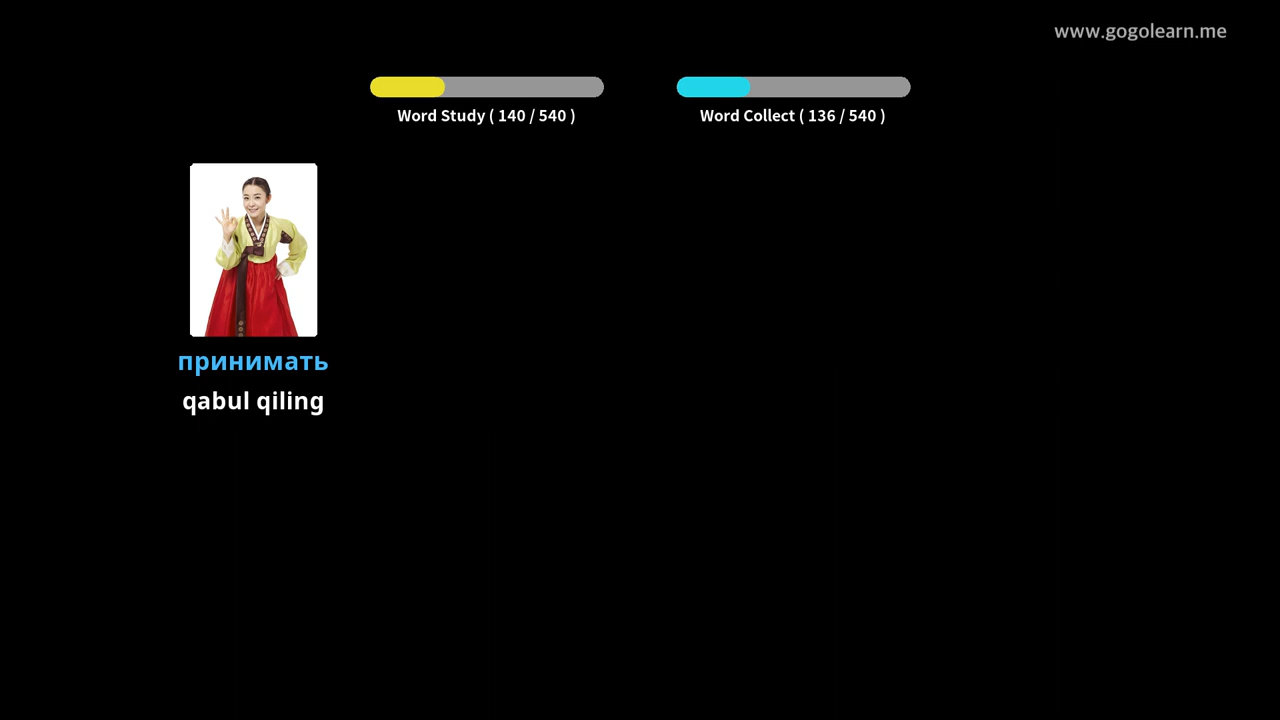 www.gogolearn.me
Word Study ( 140 / 540 )
Word Collect ( 136 / 540 )
принимать
qabul qiling